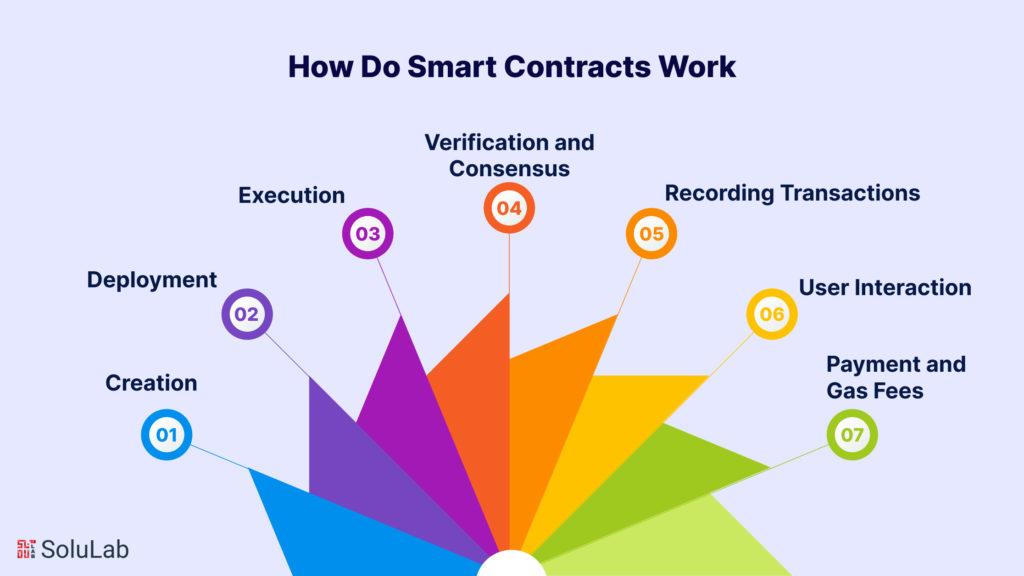 How Do Smart Contracts Work
Creation
01
Deployment
02
Execution
03
Verification and
Consensus
04
Recording Transactions
05
User Interaction
06
Payment and
Gas Fees
07
SoluLab